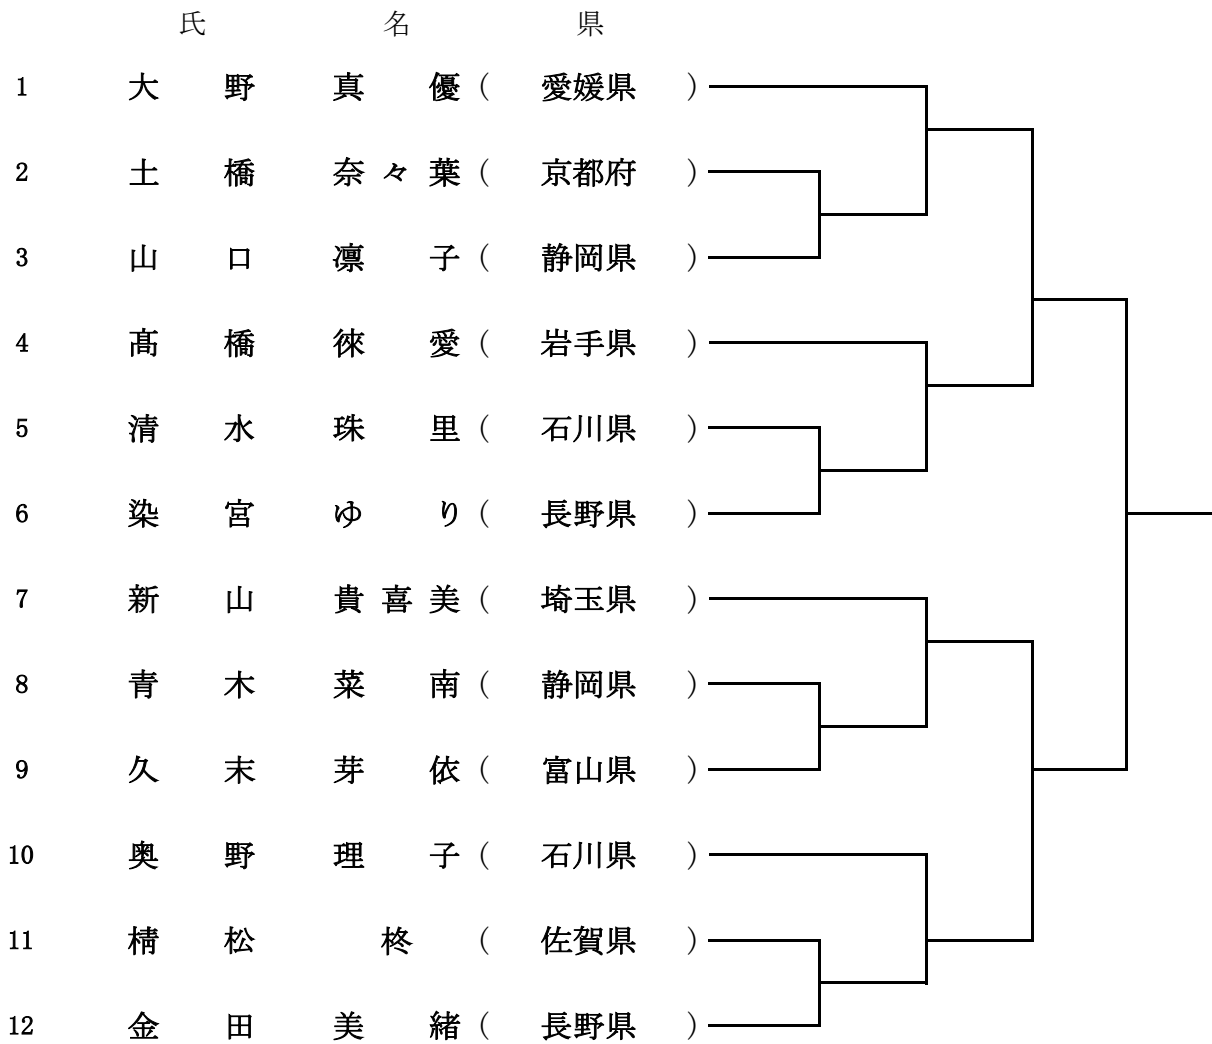 氏 名 県
1 大野 真優 ( 愛媛県 )
2 土橋 奈々葉 ( 京都府 )
3 山口 凛子 ( 静岡県 )
4 髙橋 徠愛 ( 岩手県 )
5 清水 珠里 ( 石川県 )
6 染宮 ゆり ( 長野県 )
7 新山 貴喜美 ( 埼玉県 )
8 青木 菜南 ( 静岡県 )
9 久末 芽依 ( 富山県 )
10 奥野 理子 ( 石川県 )
11 棈松 柊 ( 佐賀県 )
12 金田 美緒 ( 長野県 )